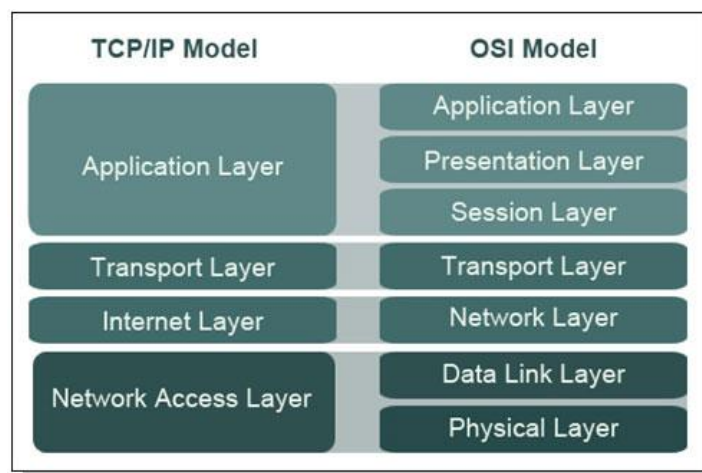 TCP/IP Model
OSI Model
Application Layer
Application Layer
Presentation Layer
Session Layer
Transport Layer
Transport Layer
Internet Layer
Network Layer
Network Access Layer
Data Link Layer
Physical Layer